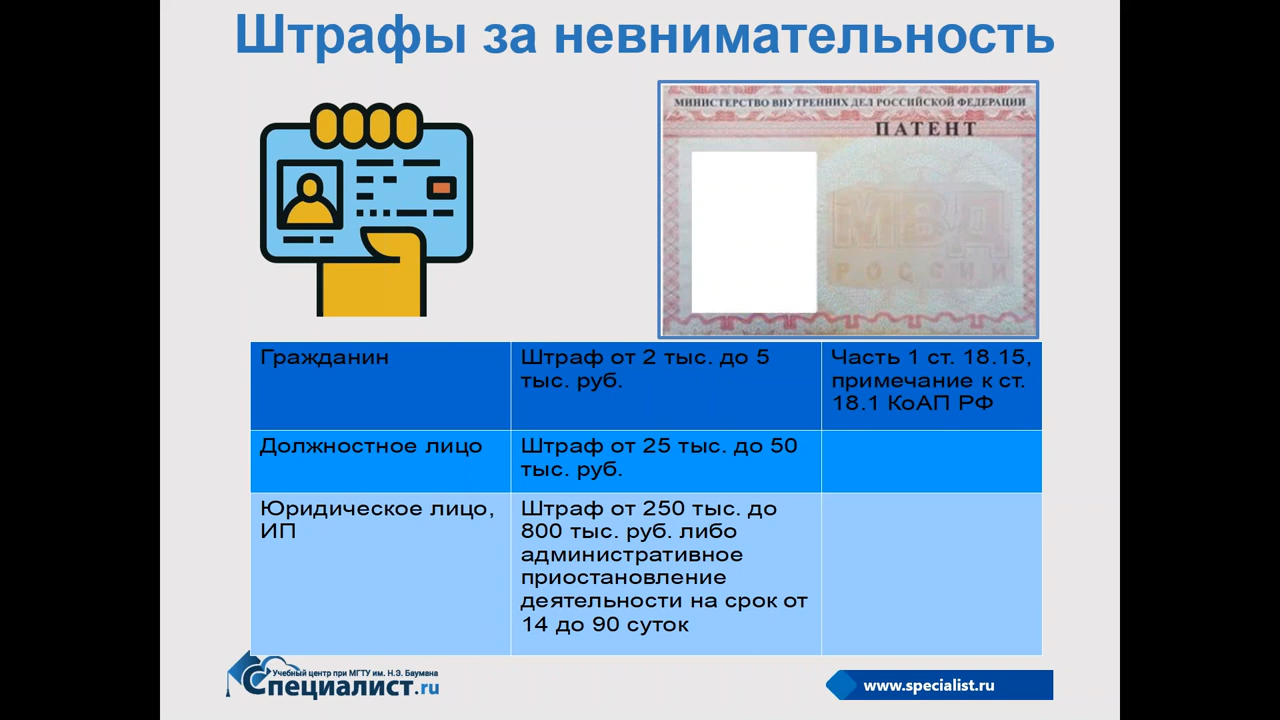 Штрафы за невнимательность
МИНИСТЕРСТВО ВНУТРЕННИХ ДЕЛ РОССИЙСКОЙ ФЕДЕРАЦИИ
ПАТЕНТ
МВД
РОССИИ
Гражданин
Штраф от 2 тыс. до 5
тыс. руб.
Часть 1 ст. 18.15,
примечание к ст.
18.1 КоАП РФ
Должностное лицо
Штраф от 25 тыс. до 50
тыс. руб.
Юридическое лицо,
ИП
Штраф от 250 тыс. до
800 тыс. руб. либо
административное
приостановление
деятельности на срок от
14 до 90 суток
Учебный центр при МГТУ им. Н.Э. Баумана
Специалист.ru
www.specialist.ru